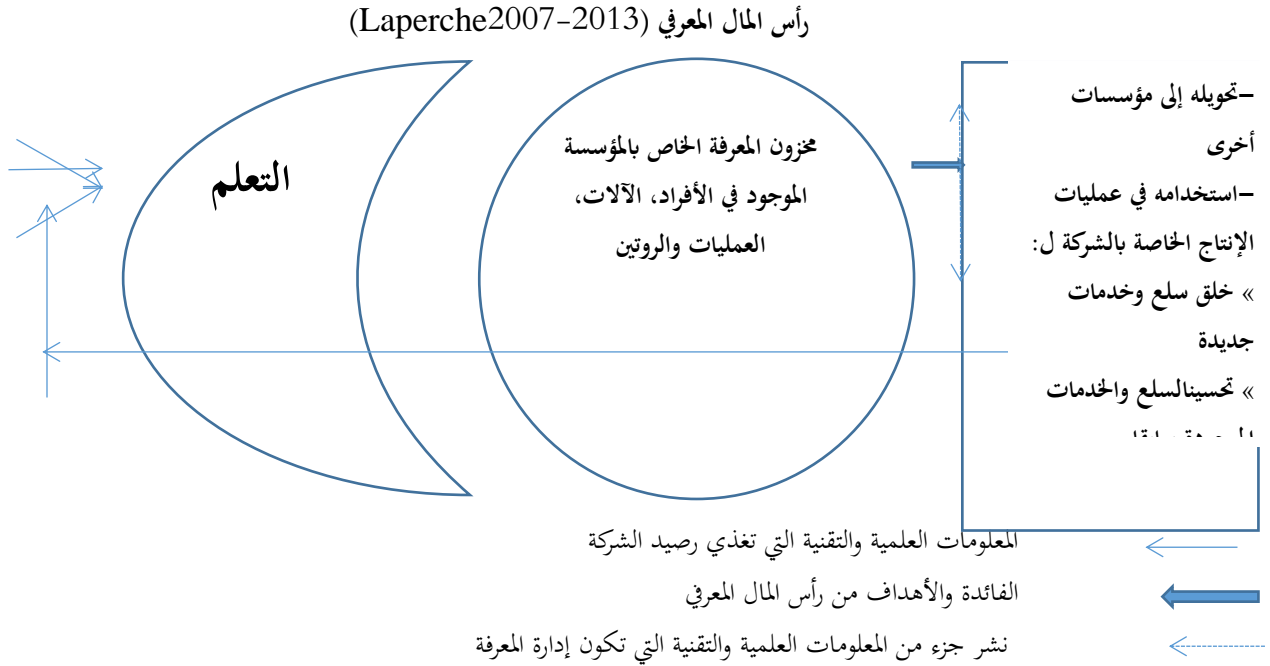 رأس المال المعرفي (Laperche2007-2013)
التعلم
مخزون المعرفة الخاص بالمؤسسة
الموجود في الأفراد، الآلات،
العمليات والروتين
-تحويله إلى مؤسسات
أخرى
-استخدامه في عمليات
الإنتاج الخاصة بالشركة ل:
» خلق سلع وخدمات
جديدة
» تحسينالسلع والخدمات
المعلومات العلمية والتقنية التي تغذي رصيد الشركة
الفائدة والأهداف من رأس المال المعرفي
نشر جزء من المعلومات العلمية والتقنية التي تكون إدارة المعرفة